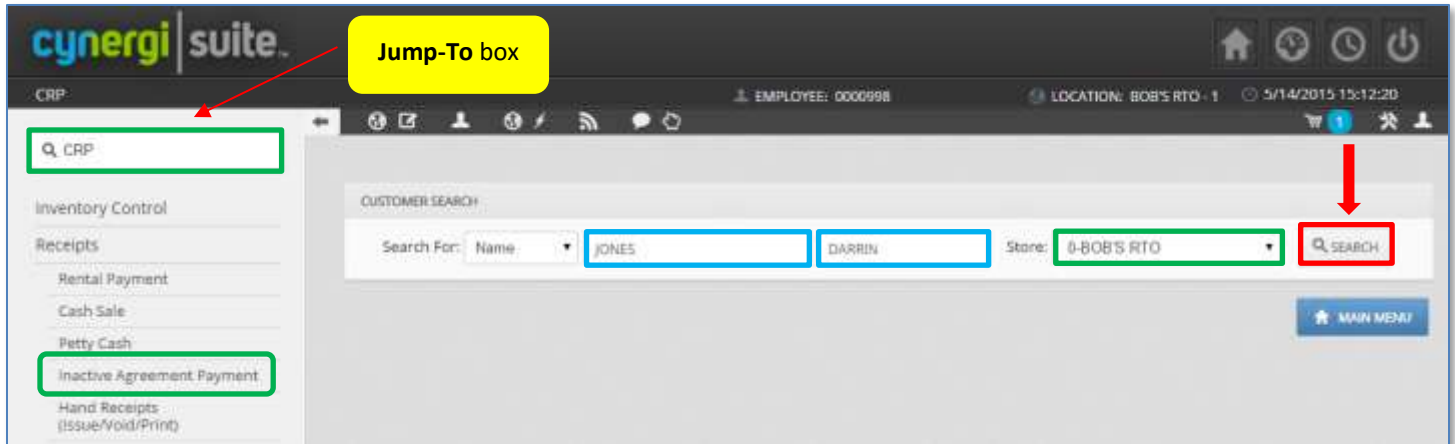 cynergi suite™
Jump-To box
CRP
EMPLOYEE: 0000998
LOCATION: BOB'S RTO - 1
5/14/2015 15:12:20
1
CRP
CUSTOMER SEARCH
Search For: Name JONES DARRIN Store: 0-BOB'S RTO SEARCH
MAIN MENU
Inventory Control
Receipts
Rental Payment
Cash Sale
Petty Cash
Inactive Agreement Payment
Hand Receipts
(Issue/Void/Print)